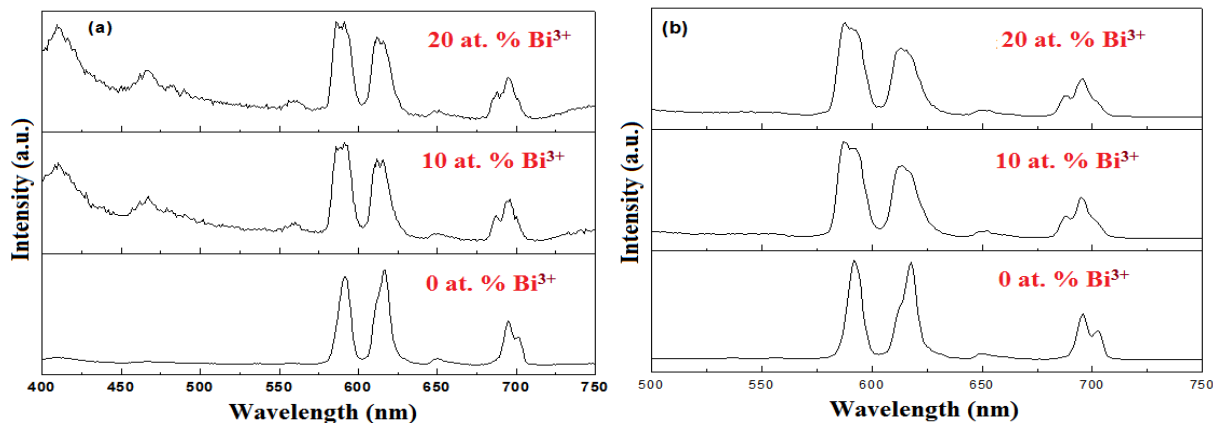 (a)
20 at. % Bi³⁺
10 at. % Bi³⁺
0 at. % Bi³⁺
Intensity (a.u.)
400 450 500 550 600 650 700 750
Wavelength (nm)
(b)
20 at. % Bi³⁺
10 at. % Bi³⁺
0 at. % Bi³⁺
Intensity (a.u.)
500 550 600 650 700 750
Wavelength (nm)